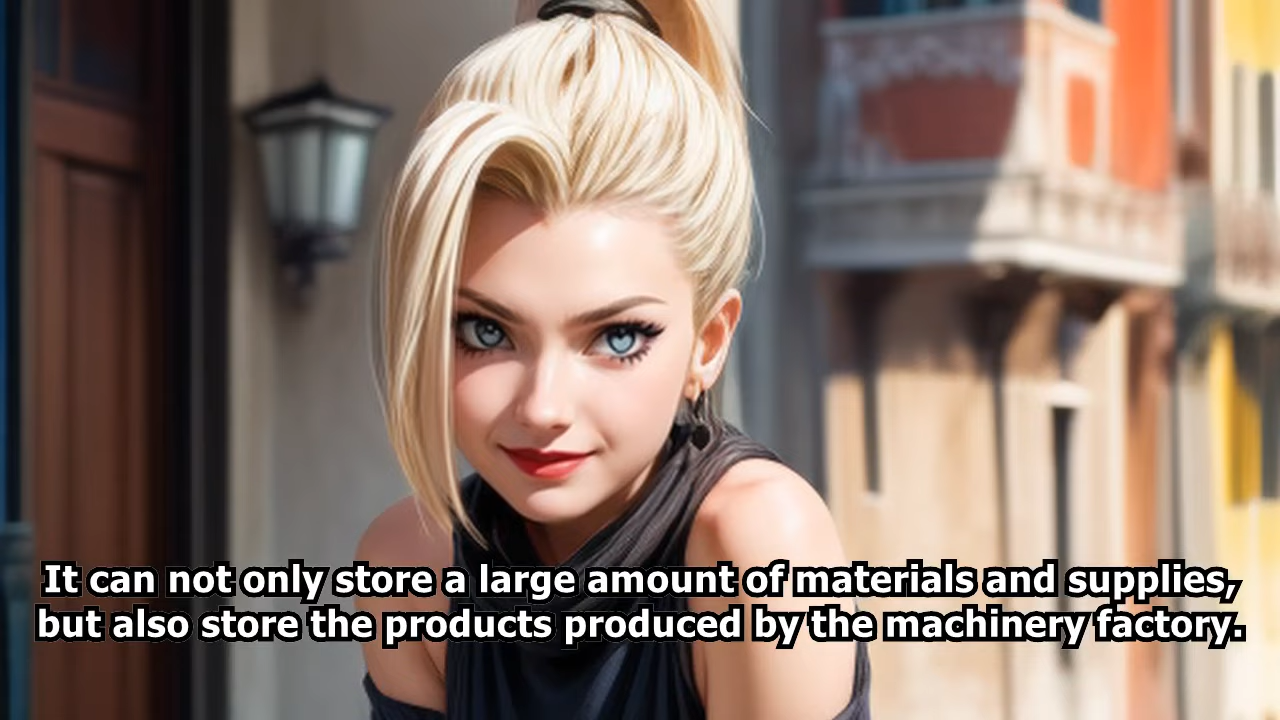 It can not only store a large amount of materials and supplies,
but also store the products produced by the machinery factory.